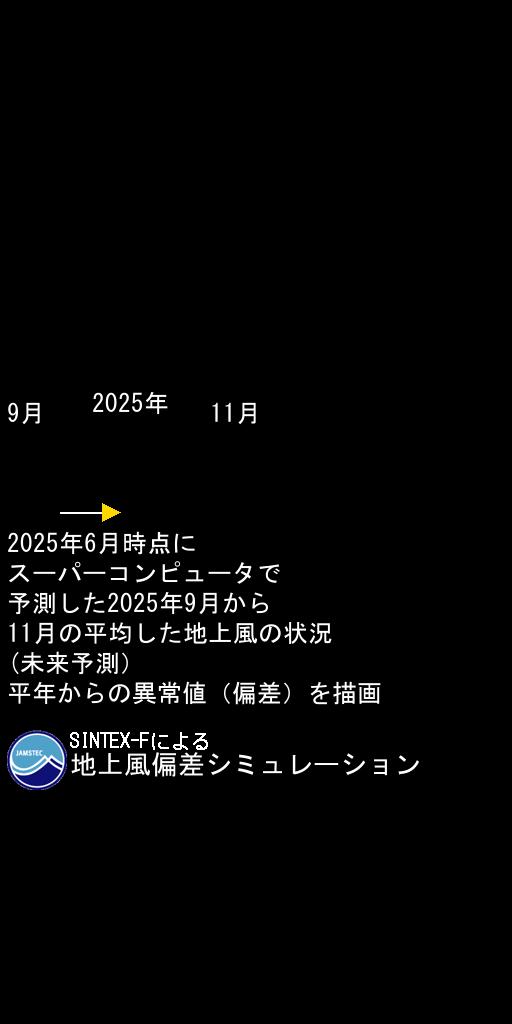 9月 2025年 11月
2025年6月時点に
スーパーコンピュータで
予測した2025年9月から
11月の平均した地上風の状況
(未来予測)
平年からの異常値（偏差）を描画
JAMSTEC
SINTEX-Fによる
地上風偏差シミュレーション